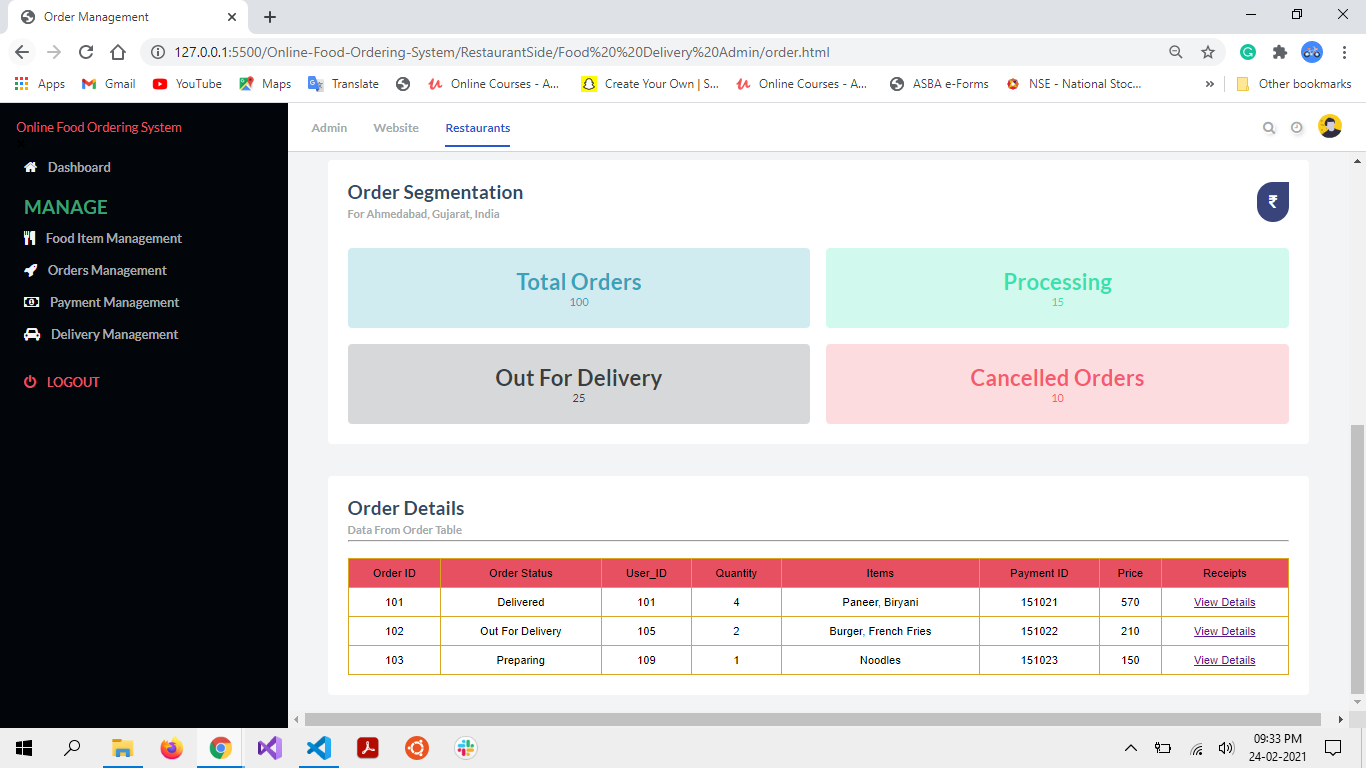 Order Management
127.0.0.1:5500/Online-Food-Ordering-System/RestaurantSide/Food%20%20Delivery%20Admin/order.html
Apps Gmail YouTube Maps Translate Online Courses - A... Create Your Own | S... Online Courses - A... ASBA e-Forms NSE - National Stoc... » Other bookmarks
Online Food Ordering System
Dashboard
MANAGE
Food Item Management
Orders Management
Payment Management
Delivery Management
LOGOUT
Admin Website Restaurants
Order Segmentation
For Ahmedabad, Gujarat, India
₹
Total Orders
100
Processing
15
Out For Delivery
25
Cancelled Orders
10
Order Details
Data From Order Table
Order ID Order Status User_ID Quantity Items Payment ID Price Receipts
101 Delivered 101 4 Paneer, Biryani 151021 570 View Details
102 Out For Delivery 105 2 Burger, French Fries 151022 210 View Details
103 Preparing 109 1 Noodles 151023 150 View Details
09:33 PM
24-02-2021